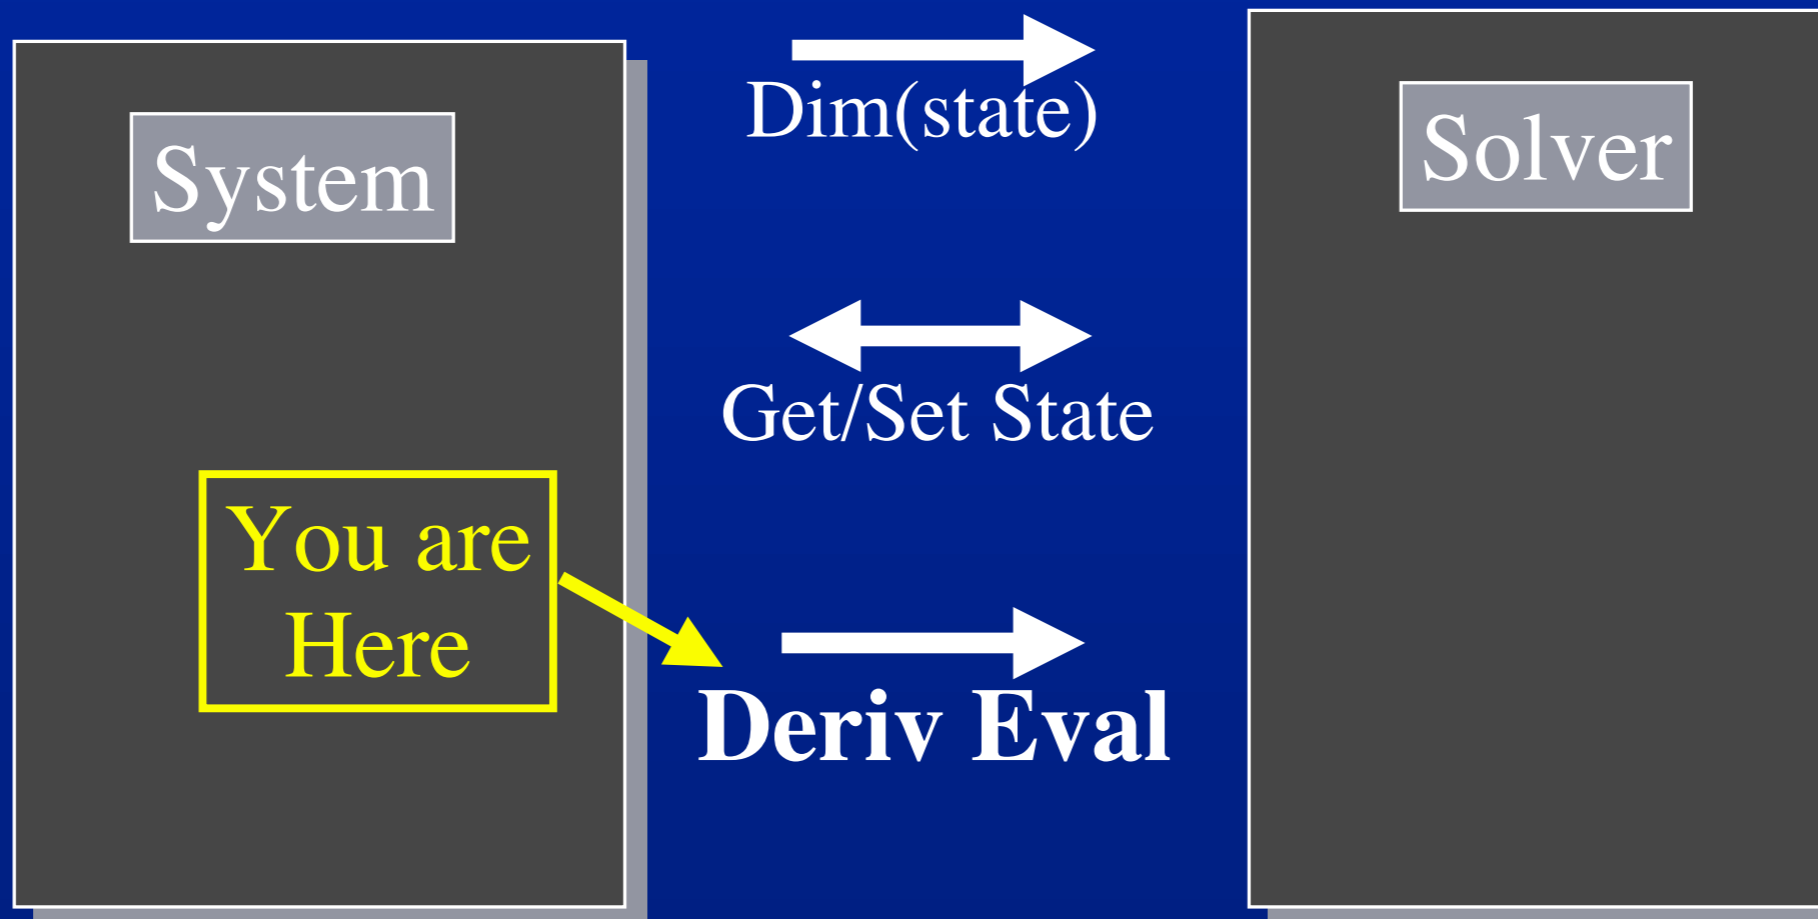 System
Dim(state)
Solver
Get/Set State
You are
Here
Deriv Eval